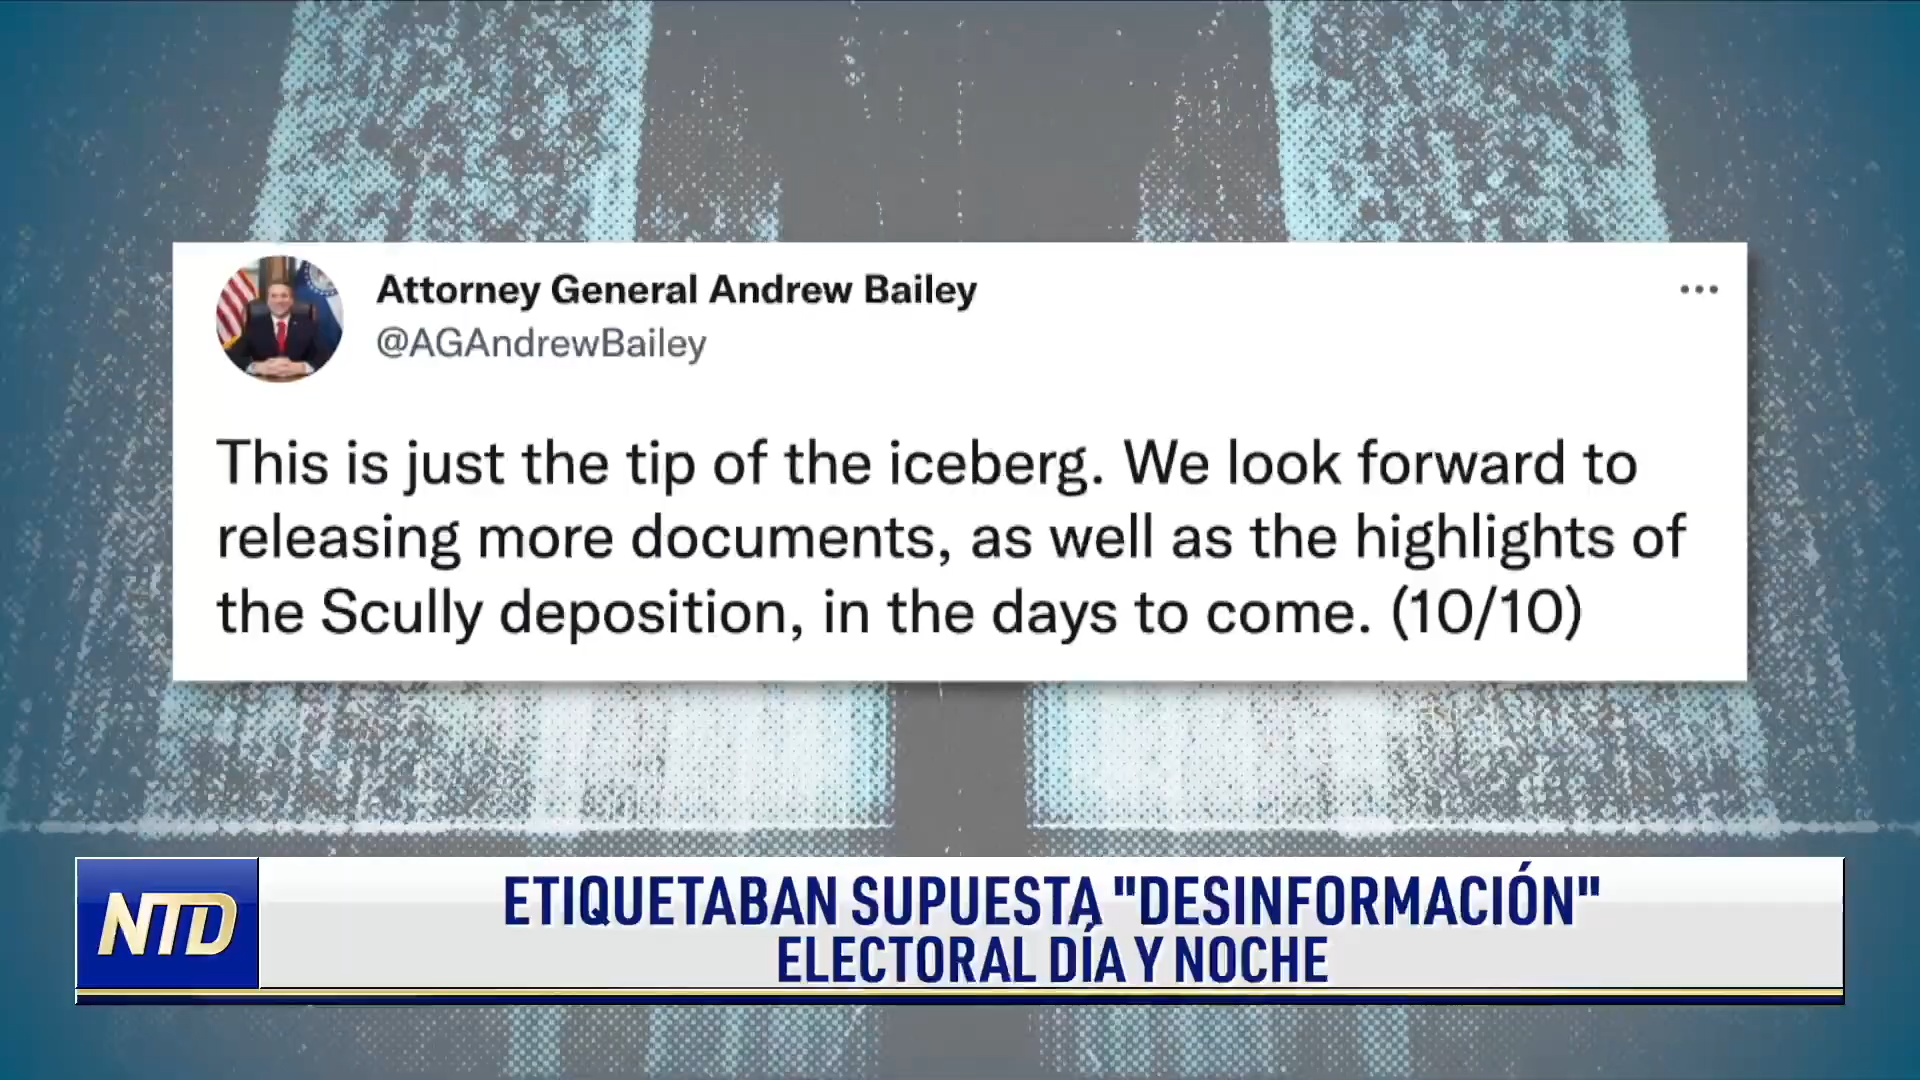 Attorney General Andrew Bailey
@AGAndrewBailey
This is just the tip of the iceberg. We look forward to
releasing more documents, as well as the highlights of
the Scully deposition, in the days to come. (10/10)
NTD
ETIQUETABAN SUPUESTA "DESINFORMACIÓN"
ELECTORAL DÍA Y NOCHE